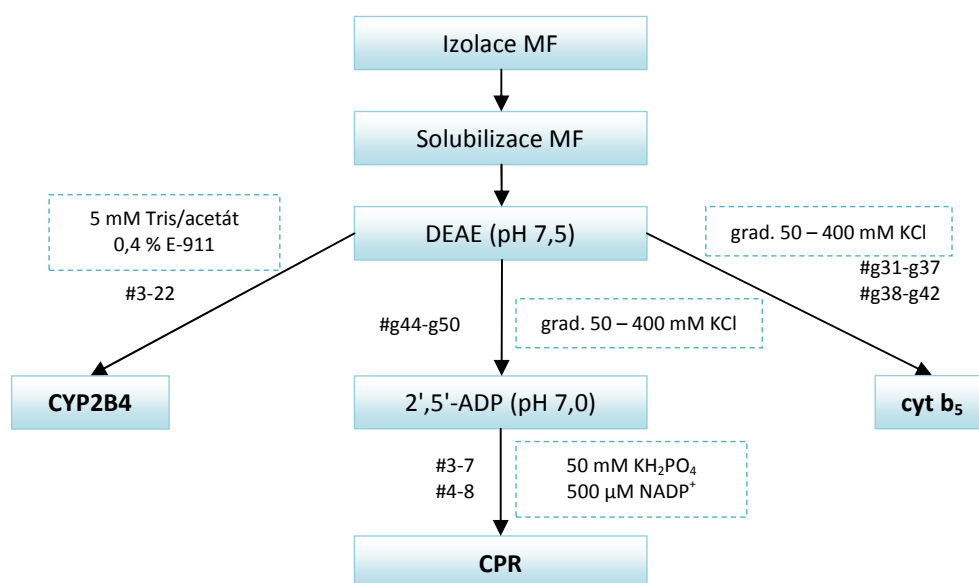 Izolace MF
Solubilizace MF
5 mM Tris/acetát
0,4 % E-911
DEAE (pH 7,5)
grad. 50 – 400 mM KCl
#g31-g37
#g38-g42
#3-22
#g44-g50
grad. 50 – 400 mM KCl
CYP2B4
2',5'-ADP (pH 7,0)
cyt b₅
#3-7
#4-8
50 mM KH₂PO₄
500 µM NADP⁺
CPR